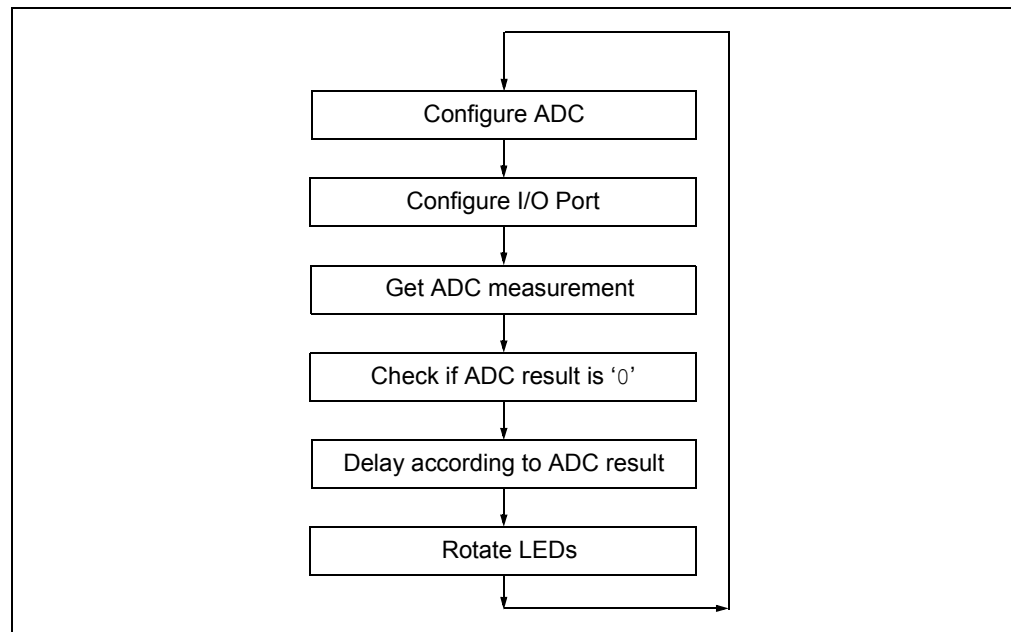 Configure ADC
Configure I/O Port
Get ADC measurement
Check if ADC result is ‘0’
Delay according to ADC result
Rotate LEDs